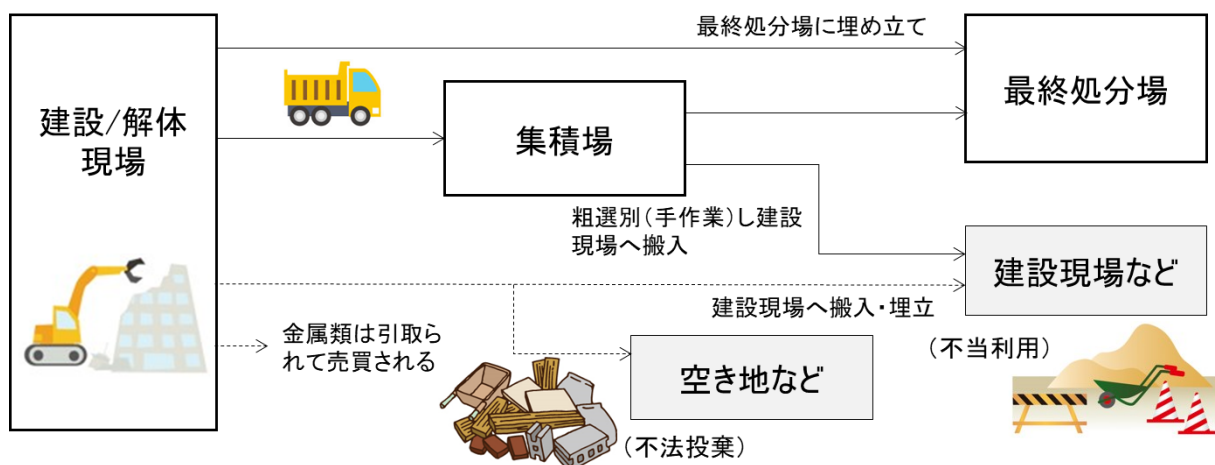 最終処分場に埋め立て
建設/解体
現場
集積場
最終処分場
粗選別(手作業)し建設
現場へ搬入
建設現場など
建設現場へ搬入・埋立
金属類は引取ら
れて売買される
空き地など
(不当利用)
(不法投棄)